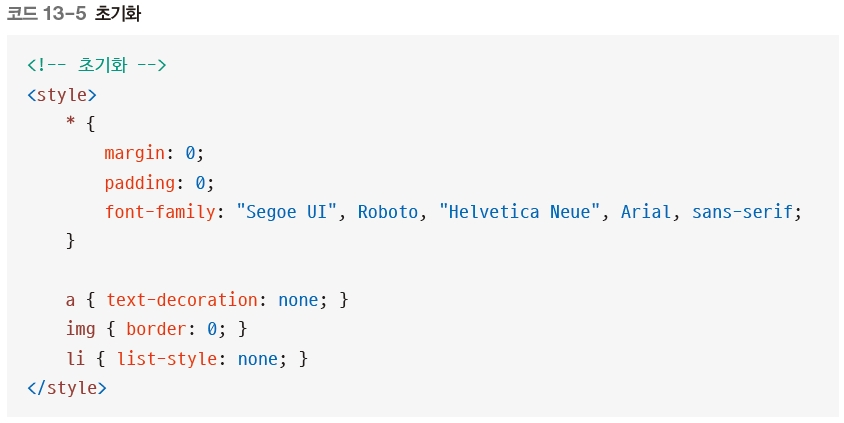 코드 13-5 초기화
<!-- 초기화 -->
<style>
    * {
        margin: 0;
        padding: 0;
        font-family: "Segoe UI", Roboto, "Helvetica Neue", Arial, sans-serif;
    }

    a { text-decoration: none; }
    img { border: 0; }
    li { list-style: none; }
</style>